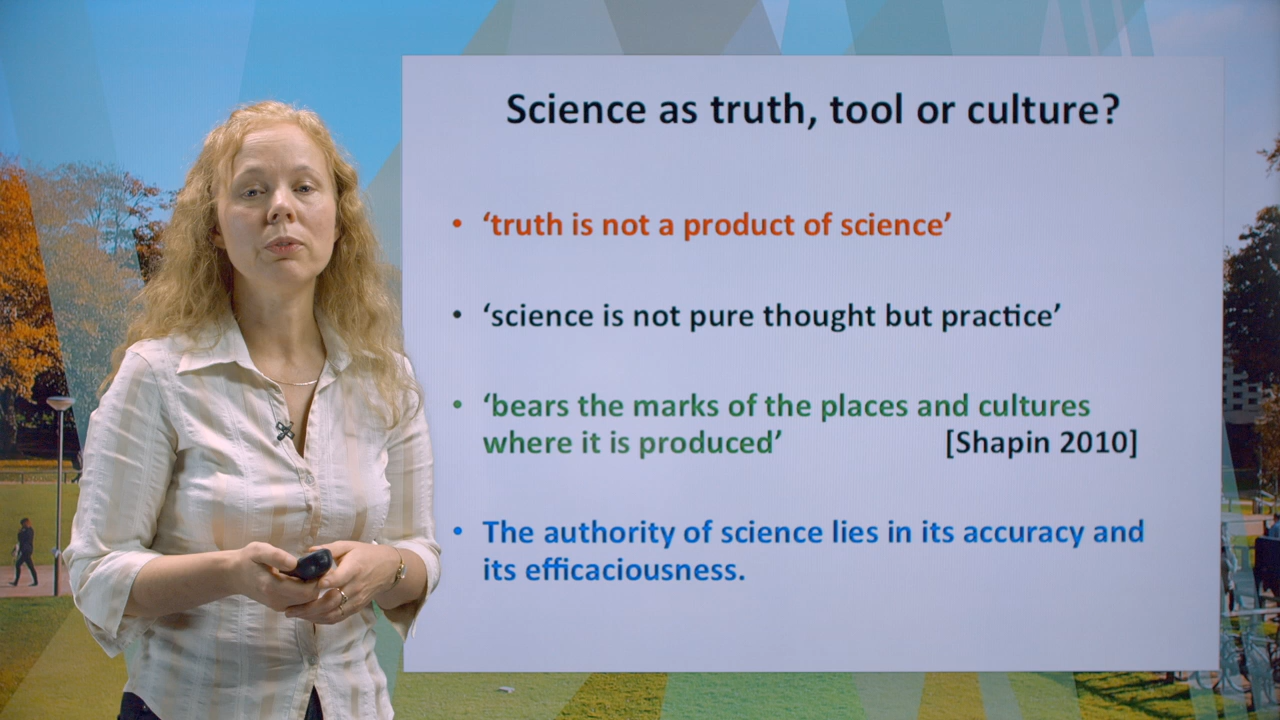 Science as truth, tool or culture?
• ‘truth is not a product of science’
• ‘science is not pure thought but practice’
• ‘bears the marks of the places and cultures
where it is produced’ [Shapin 2010]
• The authority of science lies in its accuracy and
its efficaciousness.